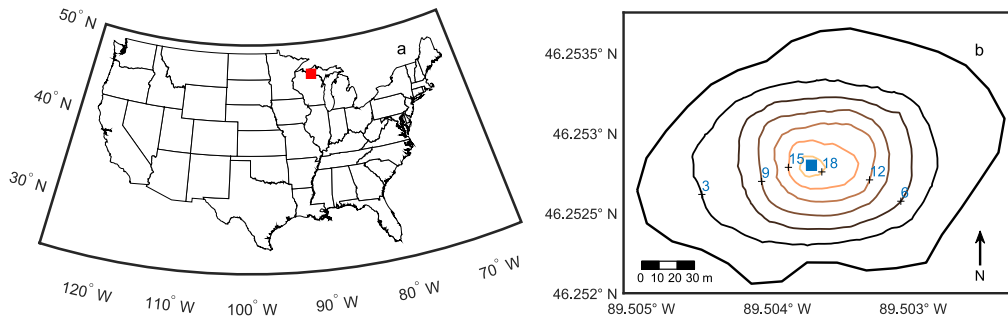 a
50° N
40° N
30° N
120° W
110° W
100° W
90° W
80° W
70° W
b
46.2535° N
46.253° N
46.2525° N
46.252° N
15
18
9
12
3
6
0 10 20 30 m
N
89.505° W
89.504° W
89.503° W